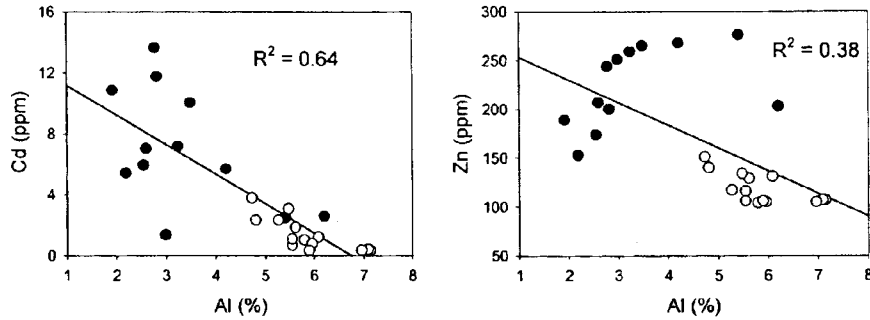 16
12
8
4
0
Cd (ppm)
R² = 0.64
1 2 3 4 5 6 7 8
Al (%)
300
250
200
150
100
50
Zn (ppm)
R² = 0.38
1 2 3 4 5 6 7 8
Al (%)